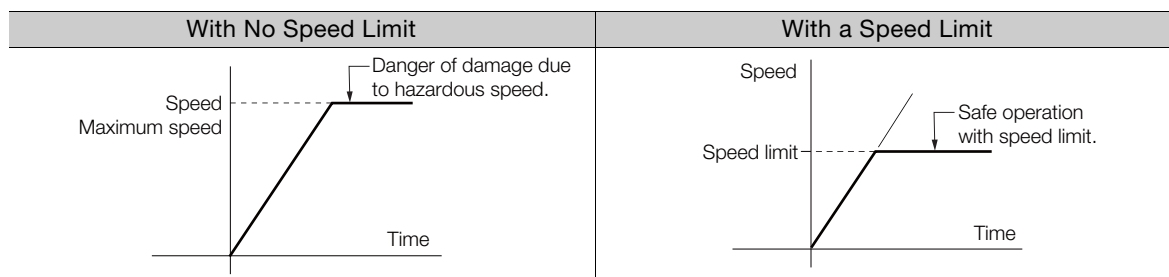 With No Speed Limit
With a Speed Limit
Danger of damage due
to hazardous speed.
Speed
Maximum speed
Time
Speed
Safe operation
with speed limit.
Speed limit
Time